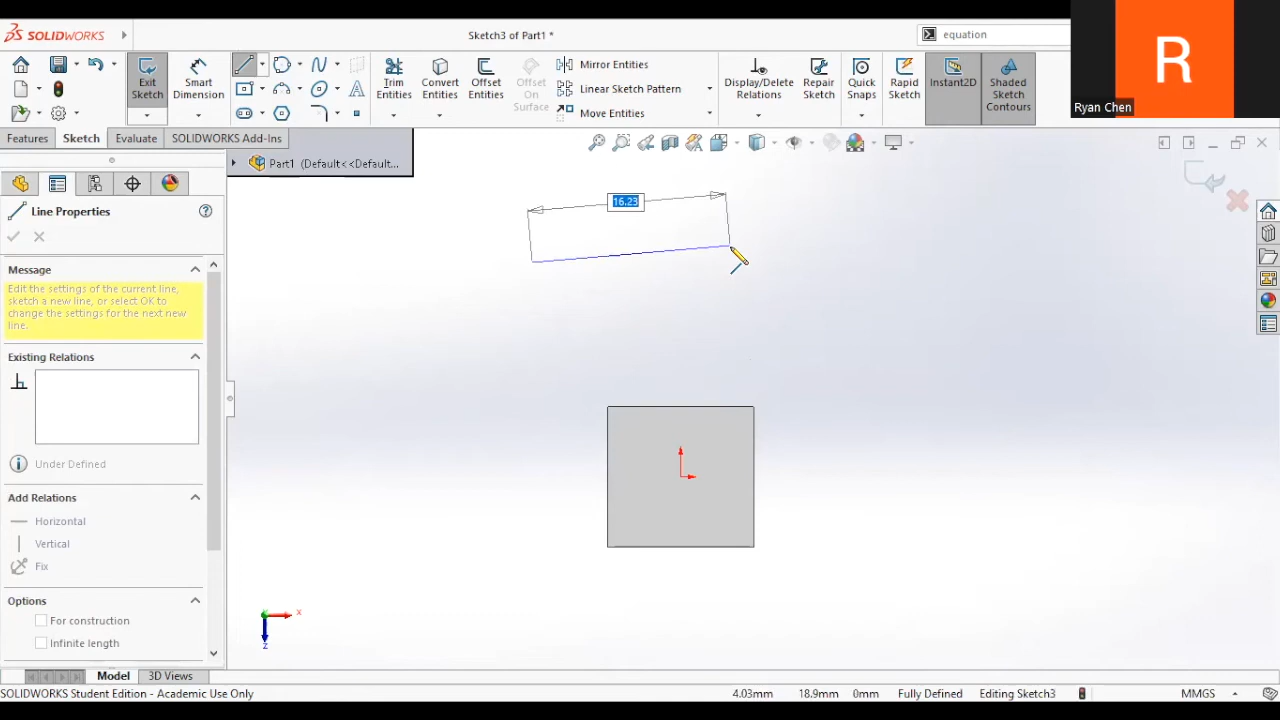 SOLIDWORKS
Sketch3 of Part1 *
equation
R
Ryan Chen
Exit Sketch
Smart Dimension
Trim Entities
Convert Entities
Offset Entities
Offset On Surface
Mirror Entities
Linear Sketch Pattern
Move Entities
Display/Delete Relations
Repair Sketch
Quick Snaps
Rapid Sketch
Instant2D
Shaded Sketch Contours
Features
Sketch
Evaluate
SOLIDWORKS Add-Ins
Part1 (Default<<Default...
Line Properties
Message
Edit the settings of the current line,
sketch a new line, or select OK to
change the settings for the next new
line.
Existing Relations
Under Defined
Add Relations
Horizontal
Vertical
Fix
Options
For construction
Infinite length
16.23
x
z
Model
3D Views
SOLIDWORKS Student Edition - Academic Use Only
4.03mm
18.9mm
0mm
Fully Defined
Editing Sketch3
MMGS